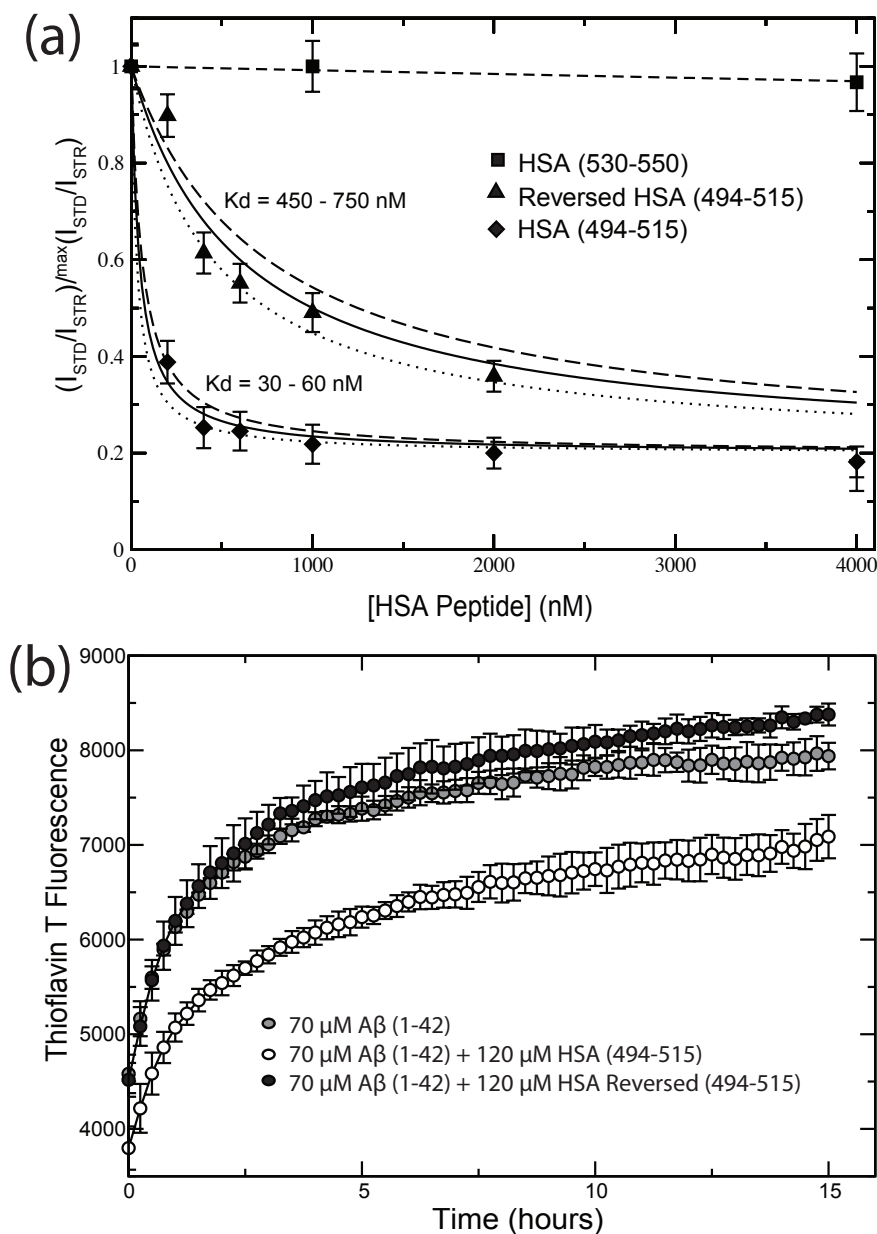 (a)
(I_STD/I_STR)/^max(I_STD/I_STR)
1
0.8
0.6
0.4
0.2
0
HSA (530-550)
Reversed HSA (494-515)
HSA (494-515)
Kd = 450 - 750 nM
Kd = 30 - 60 nM
0 1000 2000 3000 4000
[HSA Peptide] (nM)
(b)
Thioflavin T Fluorescence
9000
8000
7000
6000
5000
4000
70 μM Aβ (1-42)
70 μM Aβ (1-42) + 120 μM HSA (494-515)
70 μM Aβ (1-42) + 120 μM HSA Reversed (494-515)
0 5 10 15
Time (hours)